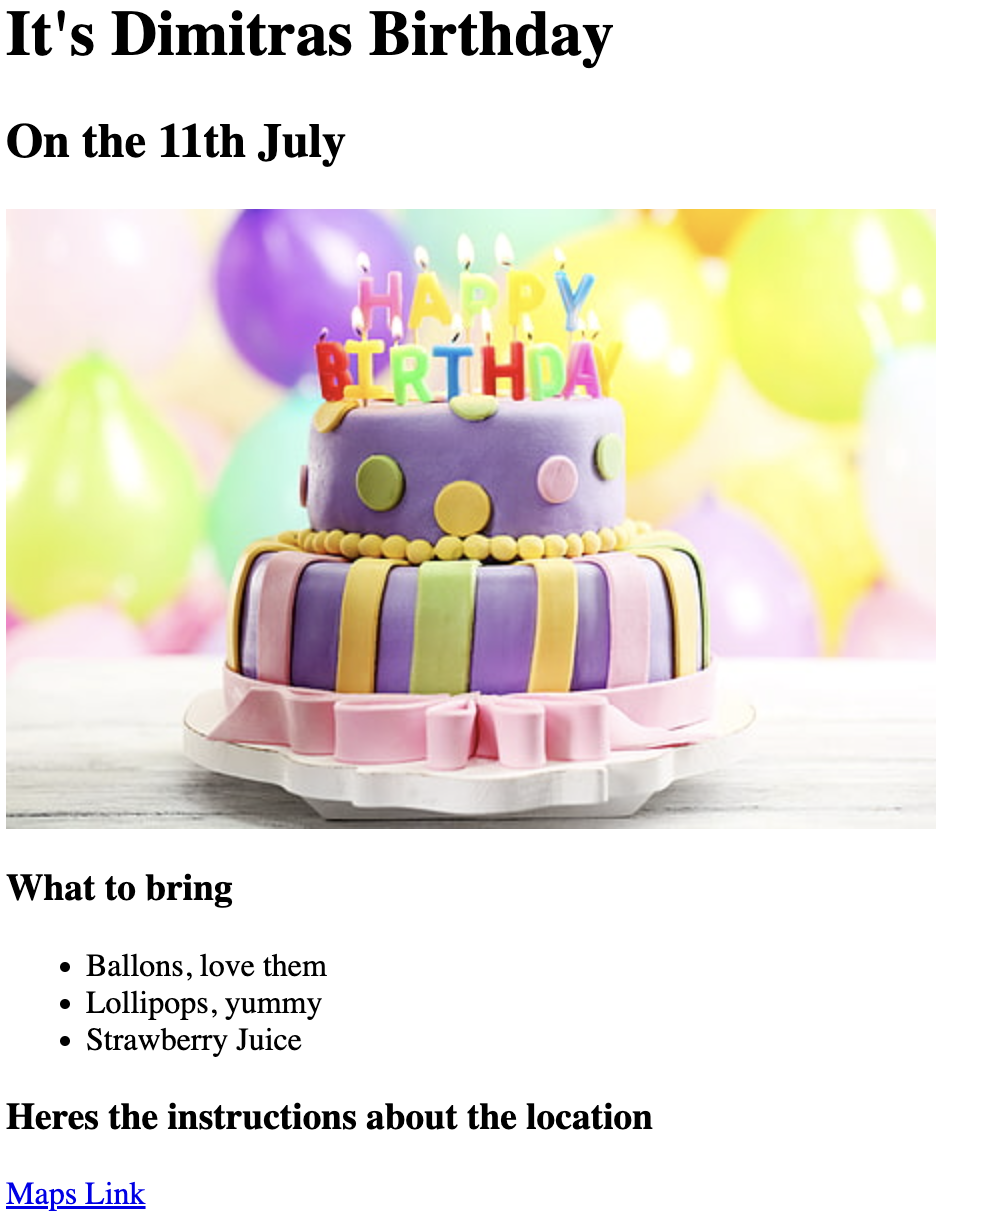 It's Dimitras Birthday
On the 11th July
HAPPY
BIRTHDAY
What to bring
Ballons, love them
Lollipops, yummy
Strawberry Juice
Heres the instructions about the location
Maps Link